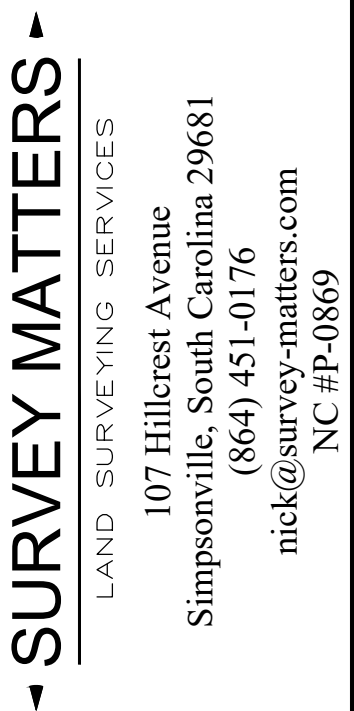 SURVEY MATTERS
LAND SURVEYING SERVICES
107 Hillcrest Avenue
Simpsonville, South Carolina 29681
(864) 451-0176
nick@survey-matters.com
NC #P-0869